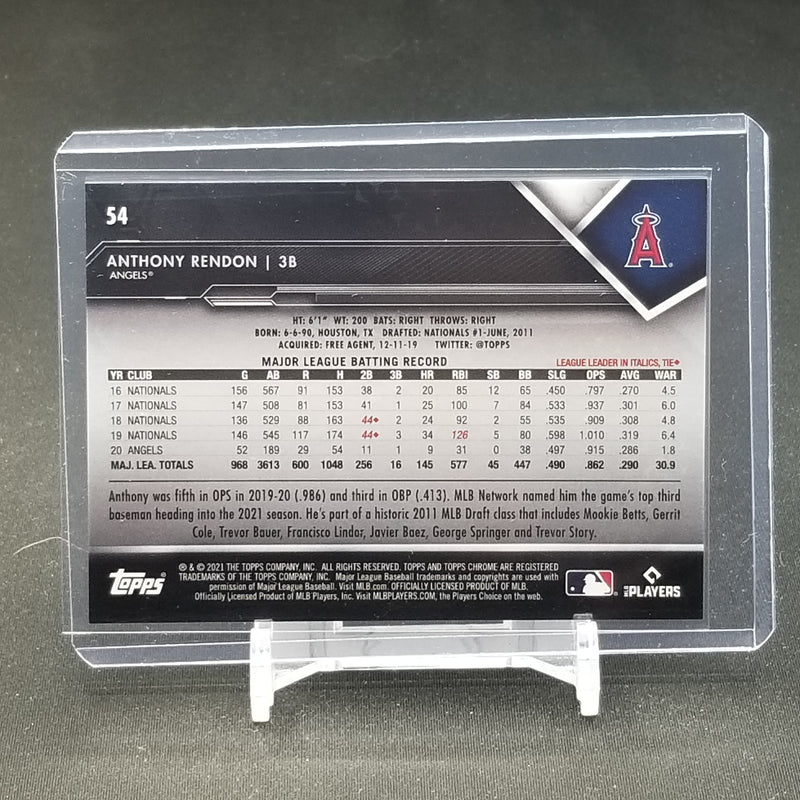 54
A
ANTHONY RENDON | 3B
ANGELS®
HT: 6'1" WT: 200 BATS: RIGHT THROWS: RIGHT
BORN: 6-6-90, HOUSTON, TX DRAFTED: NATIONALS #1-JUNE, 2011
ACQUIRED: FREE AGENT, 12-11-19 TWITTER: @TOPPS
MAJOR LEAGUE BATTING RECORD LEAGUE LEADER IN ITALICS, TIE♦
YR CLUB G AB R H 2B 3B HR RBI SB BB SLG OPS AVG WAR
16 NATIONALS 156 567 91 153 38 2 20 85 12 65 .450 .797 .270 4.5
17 NATIONALS 147 508 81 153 41 1 25 100 7 84 .533 .937 .301 6.0
18 NATIONALS 136 529 88 163 44♦ 2 24 92 2 55 .535 .909 .308 4.8
19 NATIONALS 146 545 117 174 44♦ 3 34 126 5 80 .598 1.010 .319 6.4
20 ANGELS 52 189 29 54 11 1 9 31 0 38 .497 .915 .286 1.8
MAJ. LEA. TOTALS 968 3613 600 1048 256 16 145 577 45 447 .490 .862 .290 30.9
Anthony was fifth in OPS in 2019-20 (.986) and third in OBP (.413). MLB Network named him the game's top third
baseman heading into the 2021 season. He's part of a historic 2011 MLB Draft class that includes Mookie Betts, Gerrit
Cole, Trevor Bauer, Francisco Lindor, Javier Baez, George Springer and Trevor Story.
topps®
® & © 2021 THE TOPPS COMPANY, INC. ALL RIGHTS RESERVED. TOPPS AND TOPPS CHROME ARE REGISTERED
TRADEMARKS OF THE TOPPS COMPANY, INC. Major League Baseball trademarks and copyrights are used with
permission of Major League Baseball. Visit MLB.com. OFFICIALLY LICENSED PRODUCT OF MLB.
Officially Licensed Product of MLB Players, Inc. Visit MLBPLAYERS.COM, the Players Choice on the web.
MLB PLAYERS